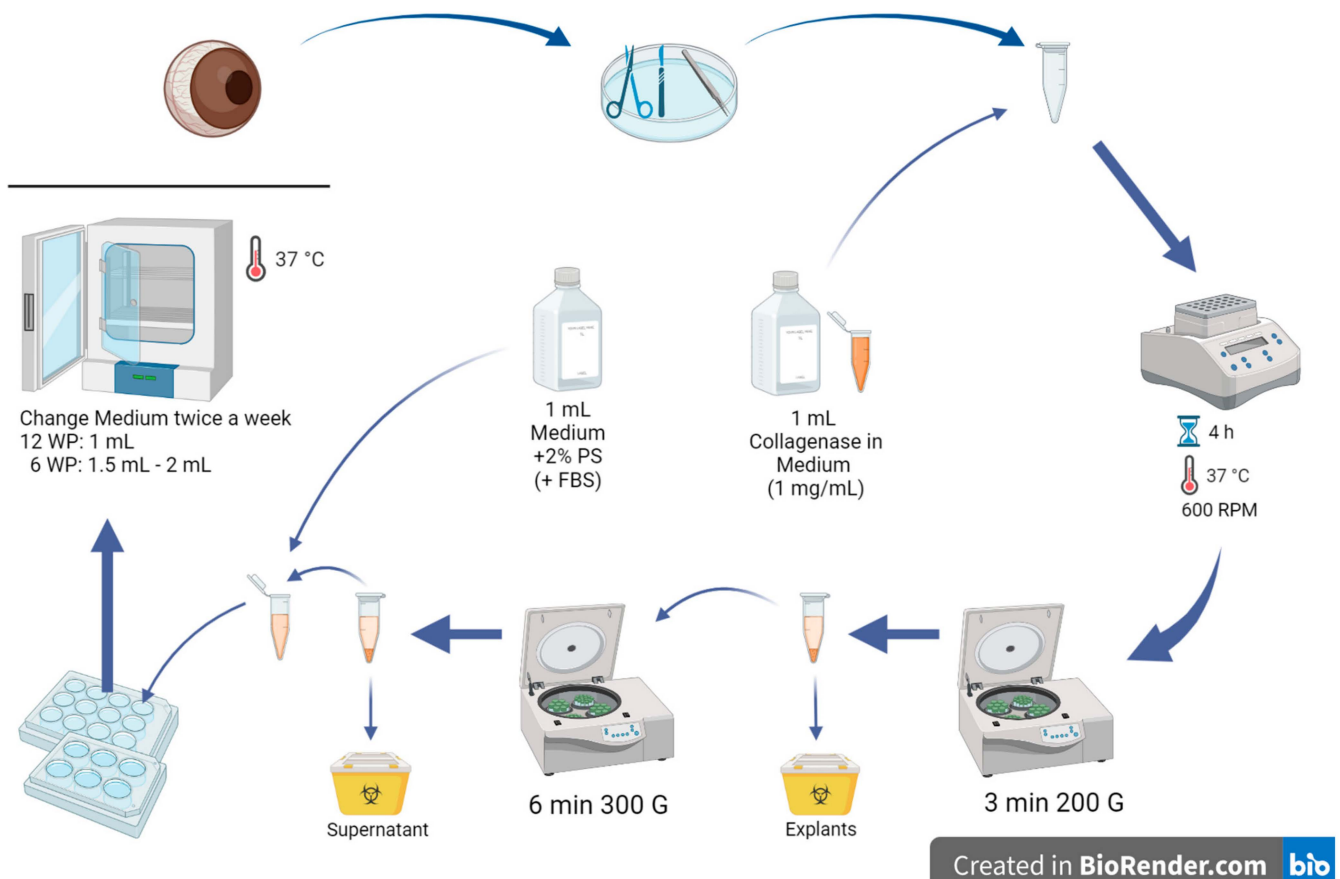 37 °C
Change Medium twice a week
12 WP: 1 mL
6 WP: 1.5 mL - 2 mL
1 mL
Medium
+2% PS
(+ FBS)
1 mL
Collagenase in
Medium
(1 mg/mL)
4 h
37 °C
600 RPM
Supernatant
6 min 300 G
Explants
3 min 200 G
Created in BioRender.com bio